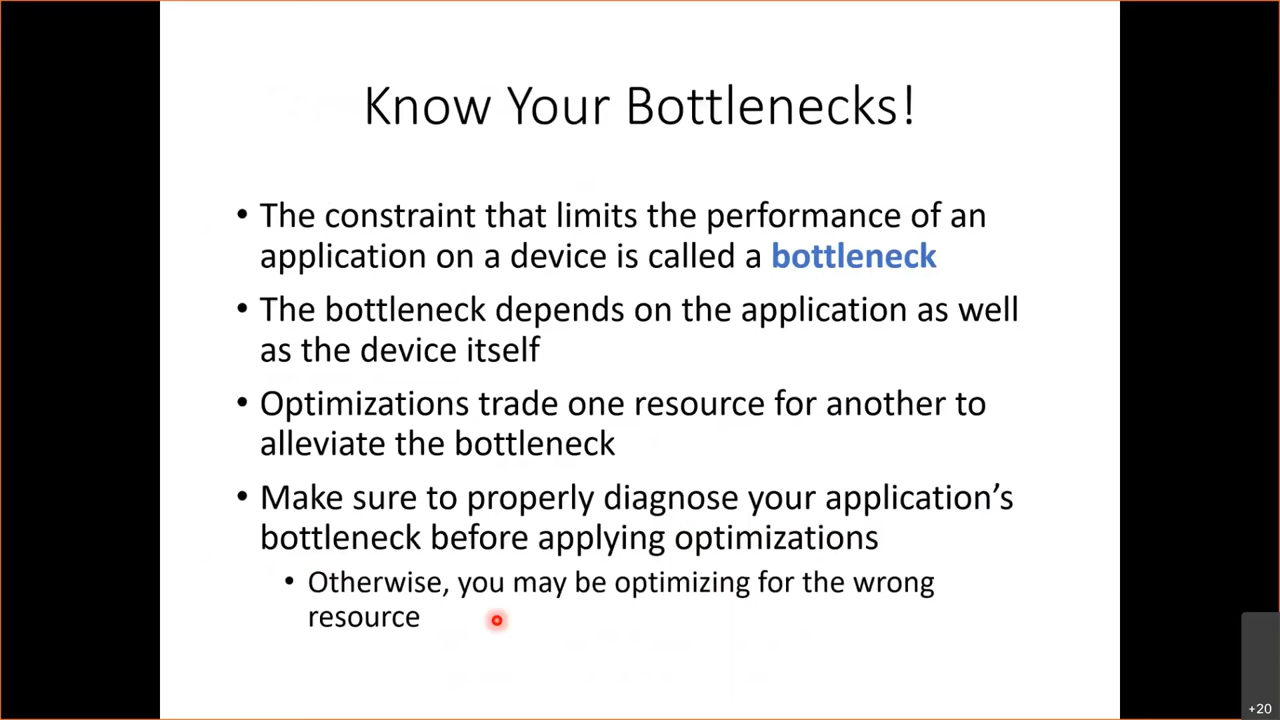 Know Your Bottlenecks!
• The constraint that limits the performance of an
application on a device is called a bottleneck
• The bottleneck depends on the application as well
as the device itself
• Optimizations trade one resource for another to
alleviate the bottleneck
• Make sure to properly diagnose your application’s
bottleneck before applying optimizations
• Otherwise, you may be optimizing for the wrong
resource
+20